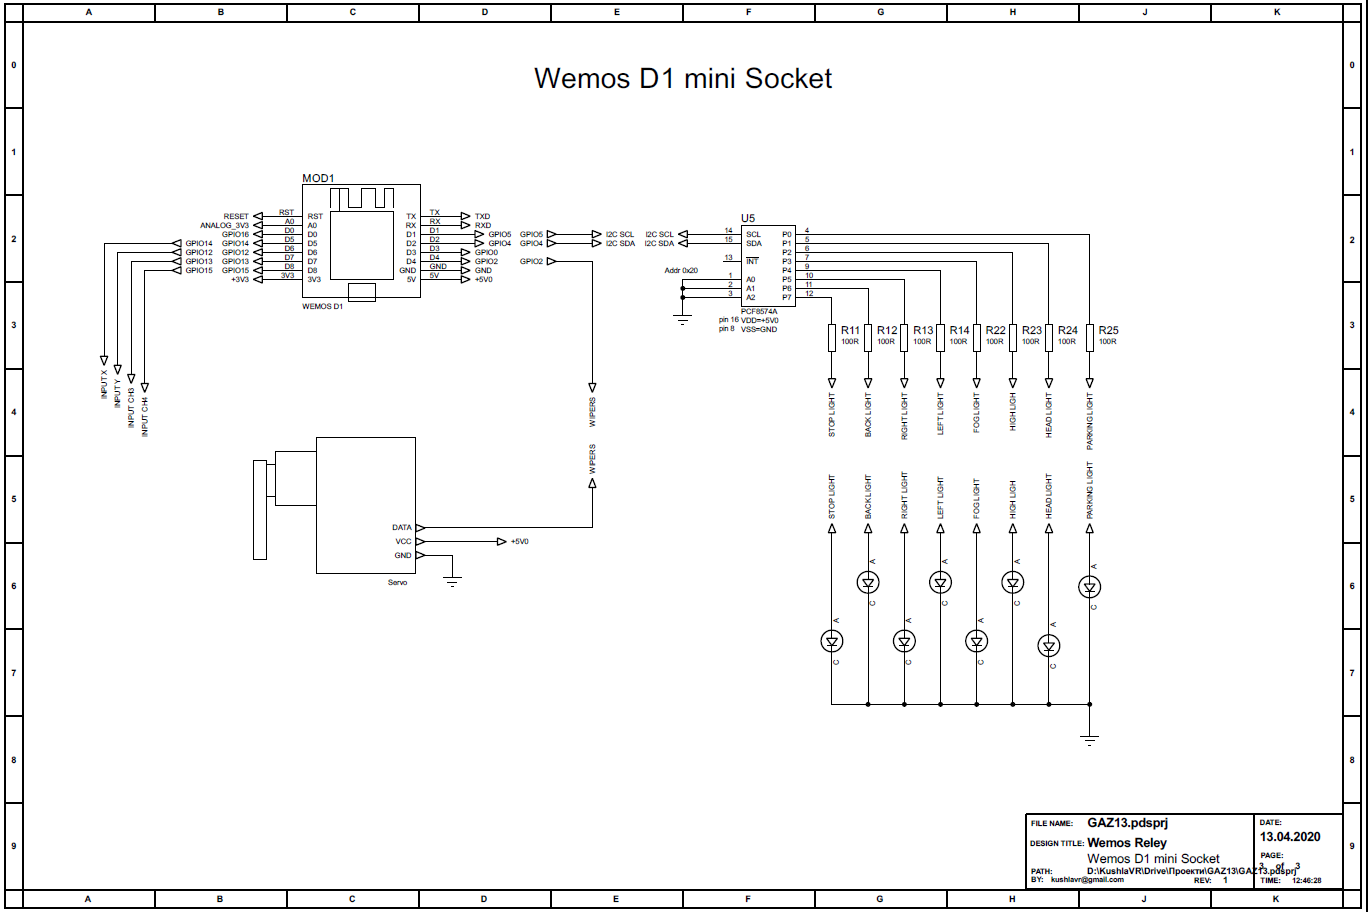 A B C D E F G H J K
0 0
Wemos D1 mini Socket
1 1
MOD1
RESET RST RST TX TX TXD
ANALOG_3V3 A0 A0 RX RX RXD
GPIO16 D0 D0 D1 D1 GPIO5 GPIO5 I2C SCL I2C SCL
GPIO14 GPIO14 D5 D5 D2 D2 GPIO4 GPIO4 I2C SDA I2C SDA
GPIO12 GPIO12 D6 D6 D3 D3 GPIO0
GPIO13 GPIO13 D7 D7 D4 D4 GPIO2 GPIO2
GPIO15 GPIO15 D8 D8 GND GND GND
+3V3 3V3 3V3 5V 5V +5V0
WEMOS D1
U5
14 SCL P0 4
15 SDA P1 5
P2 6
13 INT P3 7
Addr 0x20 P4 9
1 A0 P5 10
2 A1 P6 11
3 A2 P7 12
PCF8574A
pin 16 VDD=+5V0
pin 8 VSS=GND
2 2
3 3
R11 R12 R13 R14 R22 R23 R24 R25
100R 100R 100R 100R 100R 100R 100R 100R
INPUT X
INPUT Y
INPUT CH3
INPUT CH4
WIPERS
STOP LIGHT
BACK LIGHT
RIGHT LIGHT
LEFT LIGHT
FOG LIGHT
HIGH LIGH
HEAD LIGHT
PARKING LIGHT
4 4
WIPERS
STOP LIGHT
BACK LIGHT
RIGHT LIGHT
LEFT LIGHT
FOG LIGHT
HIGH LIGH
HEAD LIGHT
PARKING LIGHT
5 5
DATA
VCC +5V0
GND
Servo
6 6
A A A A
C C C C
A A A A
C C C C
7 7
8 8
9 9
FILE NAME: GAZ13.pdsprj
DESIGN TITLE: Wemos Reley
Wemos D1 mini Socket
PATH: D:\KushlaVR\Drive\Проекти\GAZ13\GAZ13.pdsprj
BY: kushlavr@gmail.com REV: 1
DATE:
13.04.2020
PAGE:
3 of 3
TIME: 12:46:28
A B C D E F G H J K